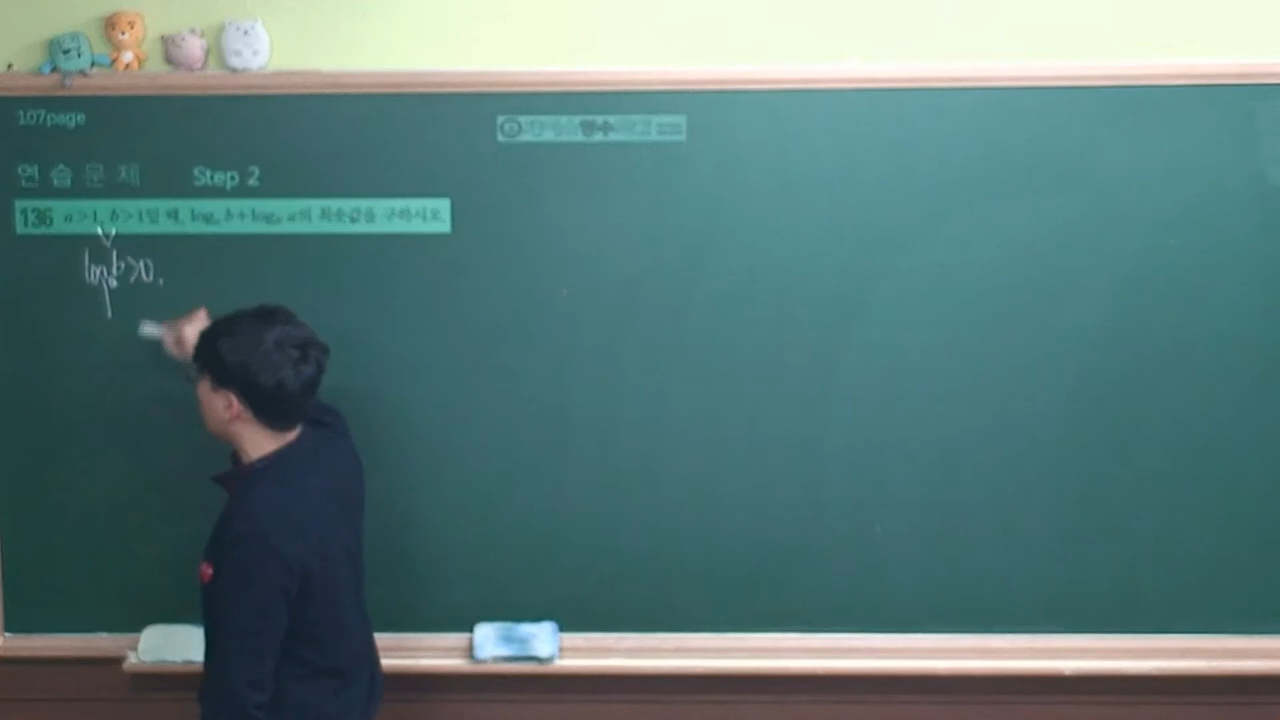 107page
연 습 문 제 Step 2
136 a>1, b>1일 때, logₐ b+log_b a의 최솟값을 구하시오.
logₐb>0.